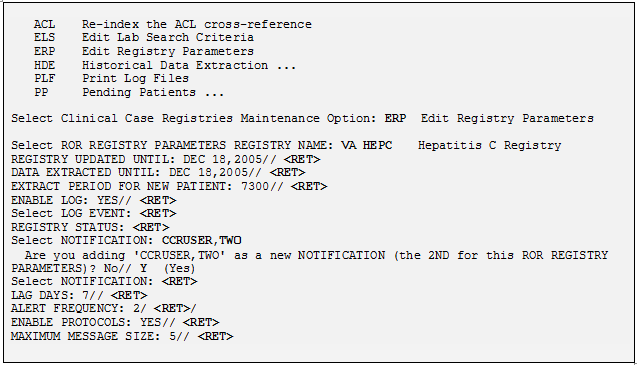 ACL Re-index the ACL cross-reference
ELS Edit Lab Search Criteria
ERP Edit Registry Parameters
HDE Historical Data Extraction ...
PLF Print Log Files
PP Pending Patients ...
Select Clinical Case Registries Maintenance Option: ERP Edit Registry Parameters
Select ROR REGISTRY PARAMETERS REGISTRY NAME: VA HEPC Hepatitis C Registry
REGISTRY UPDATED UNTIL: DEC 18,2005// <RET>
DATA EXTRACTED UNTIL: DEC 18,2005// <RET>
EXTRACT PERIOD FOR NEW PATIENT: 7300// <RET>
ENABLE LOG: YES// <RET>
Select LOG EVENT: <RET>
REGISTRY STATUS: <RET>
Select NOTIFICATION: CCRUSER,TWO
Are you adding 'CCRUSER,TWO' as a new NOTIFICATION (the 2ND for this ROR REGISTRY
PARAMETERS)? No// Y (Yes)
Select NOTIFICATION: <RET>
LAG DAYS: 7// <RET>
ALERT FREQUENCY: 2/ <RET>/
ENABLE PROTOCOLS: YES// <RET>
MAXIMUM MESSAGE SIZE: 5// <RET>